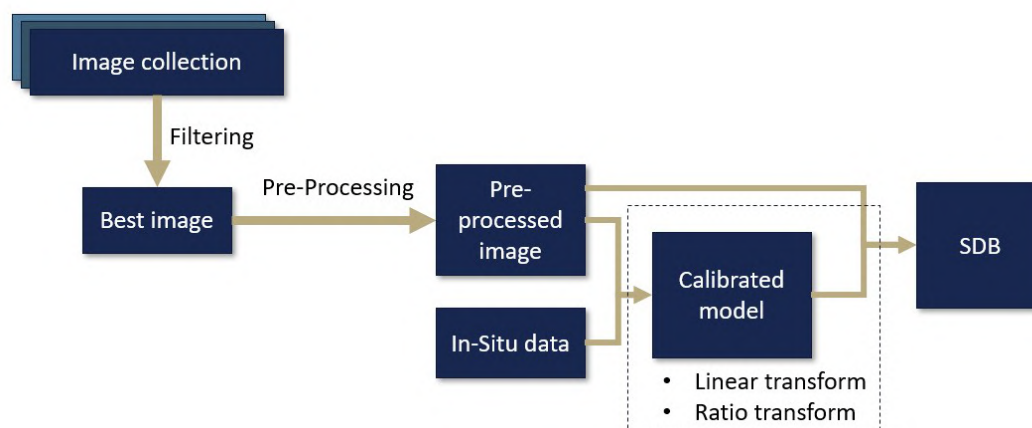 Image collection
Filtering
Pre-Processing
Best image
Pre-
processed
image
In-Situ data
Calibrated
model
SDB
• Linear transform
• Ratio transform